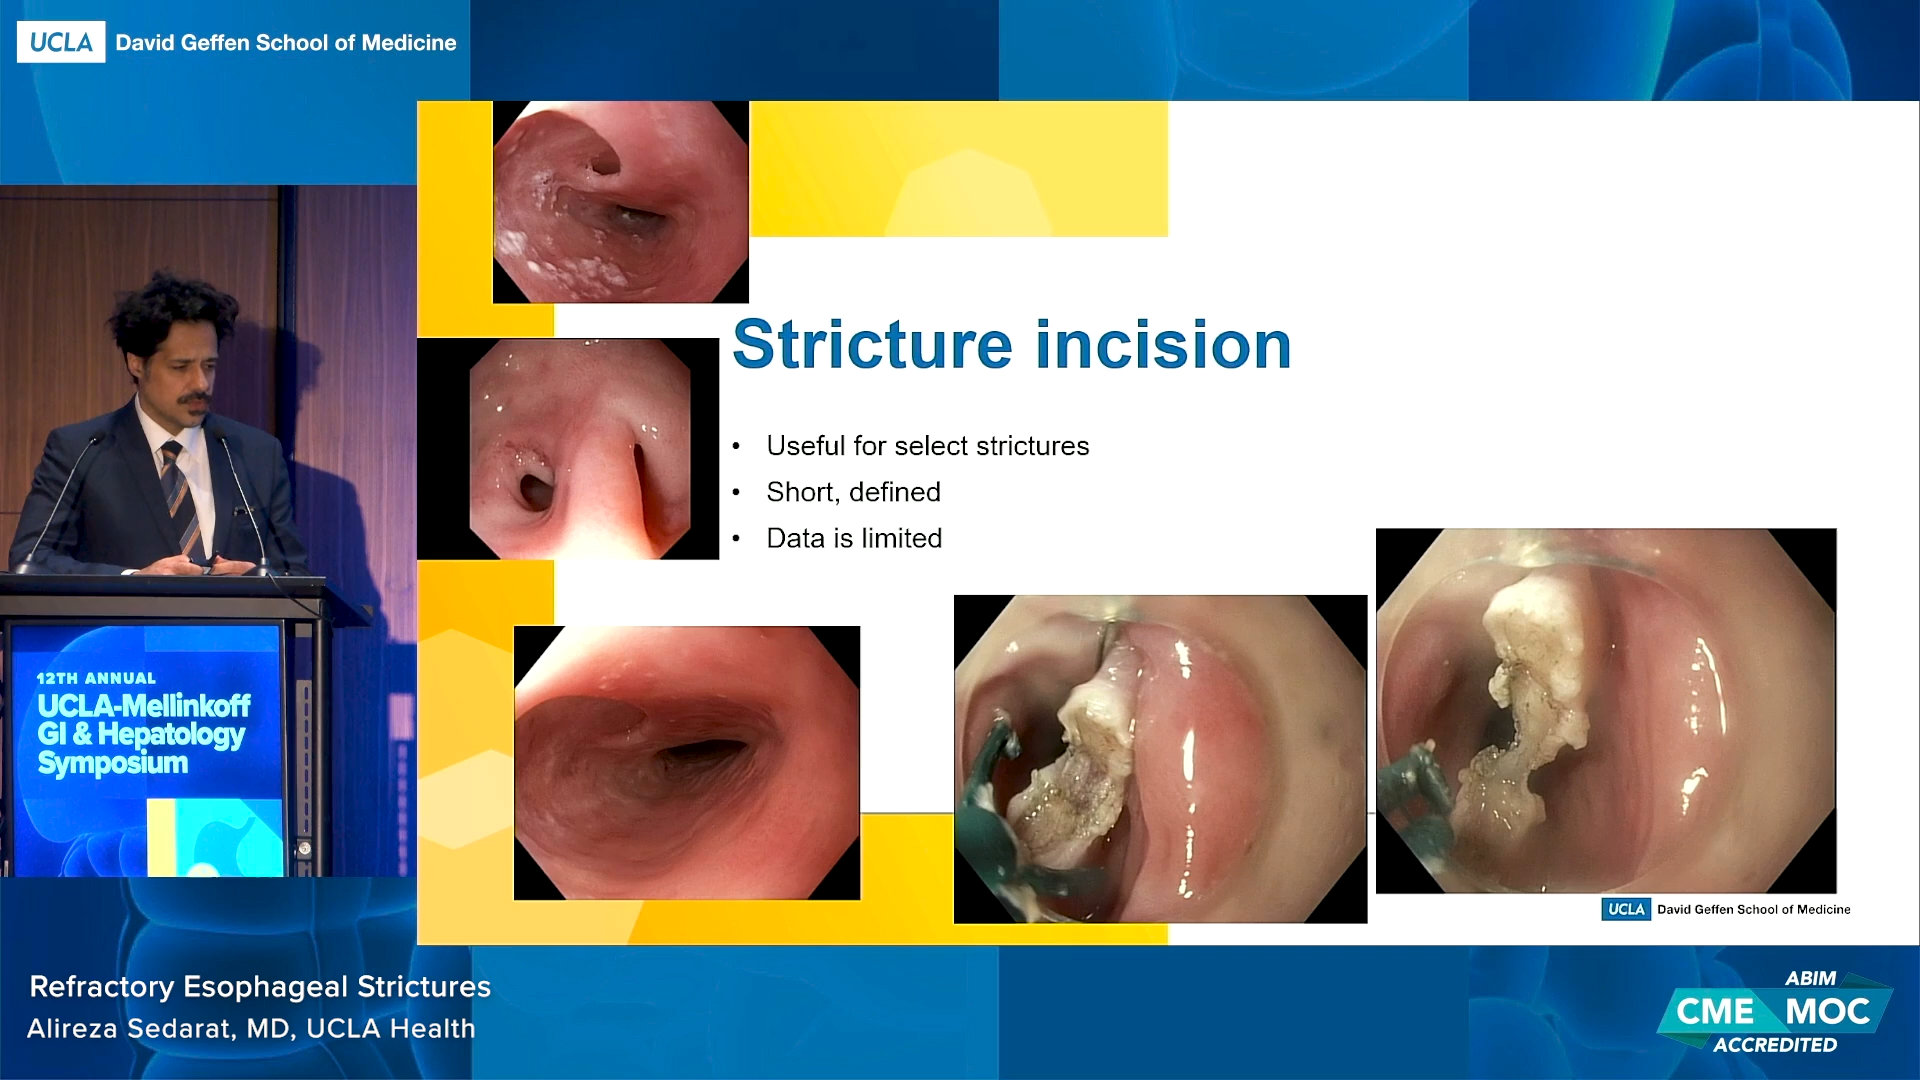 UCLA David Geffen School of Medicine
Stricture incision
• Useful for select strictures
• Short, defined
• Data is limited
12TH ANNUAL
UCLA-Mellinkoff
GI & Hepatology
Symposium
UCLA David Geffen School of Medicine
Refractory Esophageal Strictures
Alireza Sedarat, MD, UCLA Health
ABIM
CME MOC
ACCREDITED